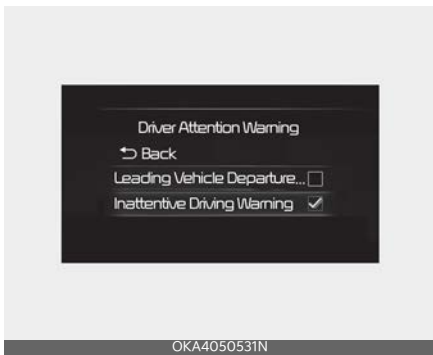 Driver Attention Warning
Back
Leading Vehicle Departure...
Inattentive Driving Warning
OKA4050531N